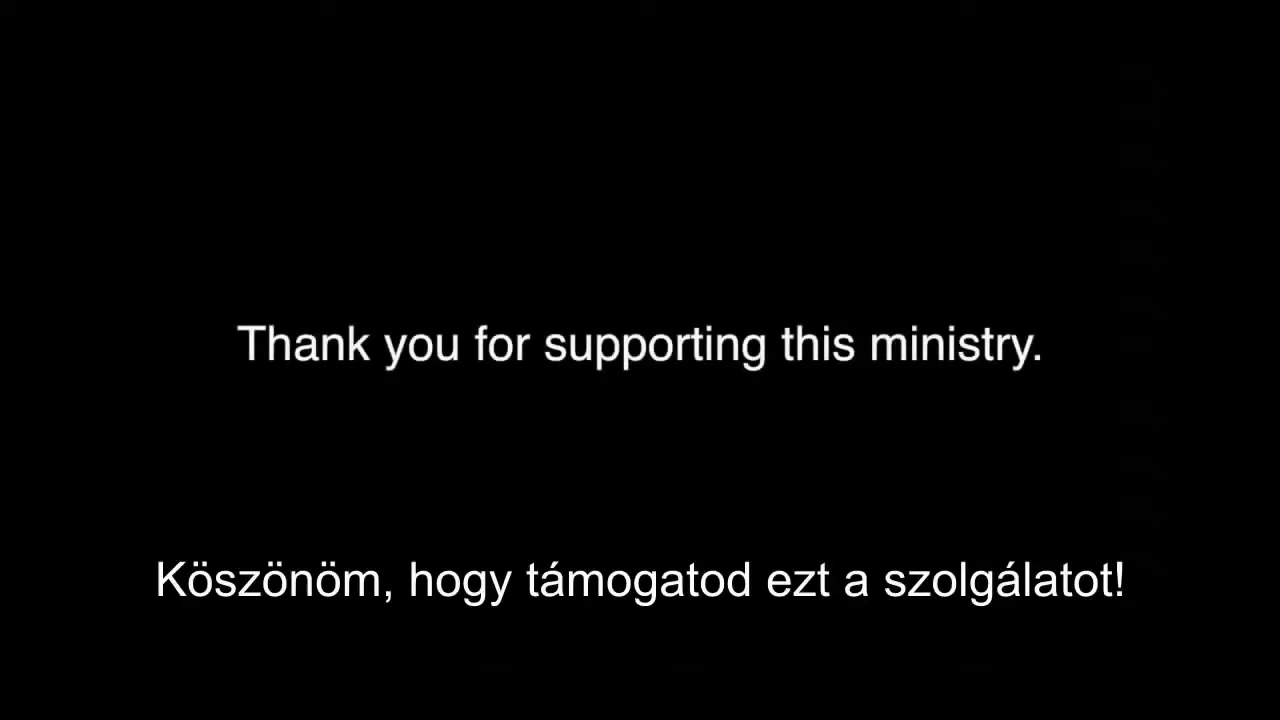 Thank you for supporting this ministry.
Köszönöm, hogy támogatod ezt a szolgálatot!